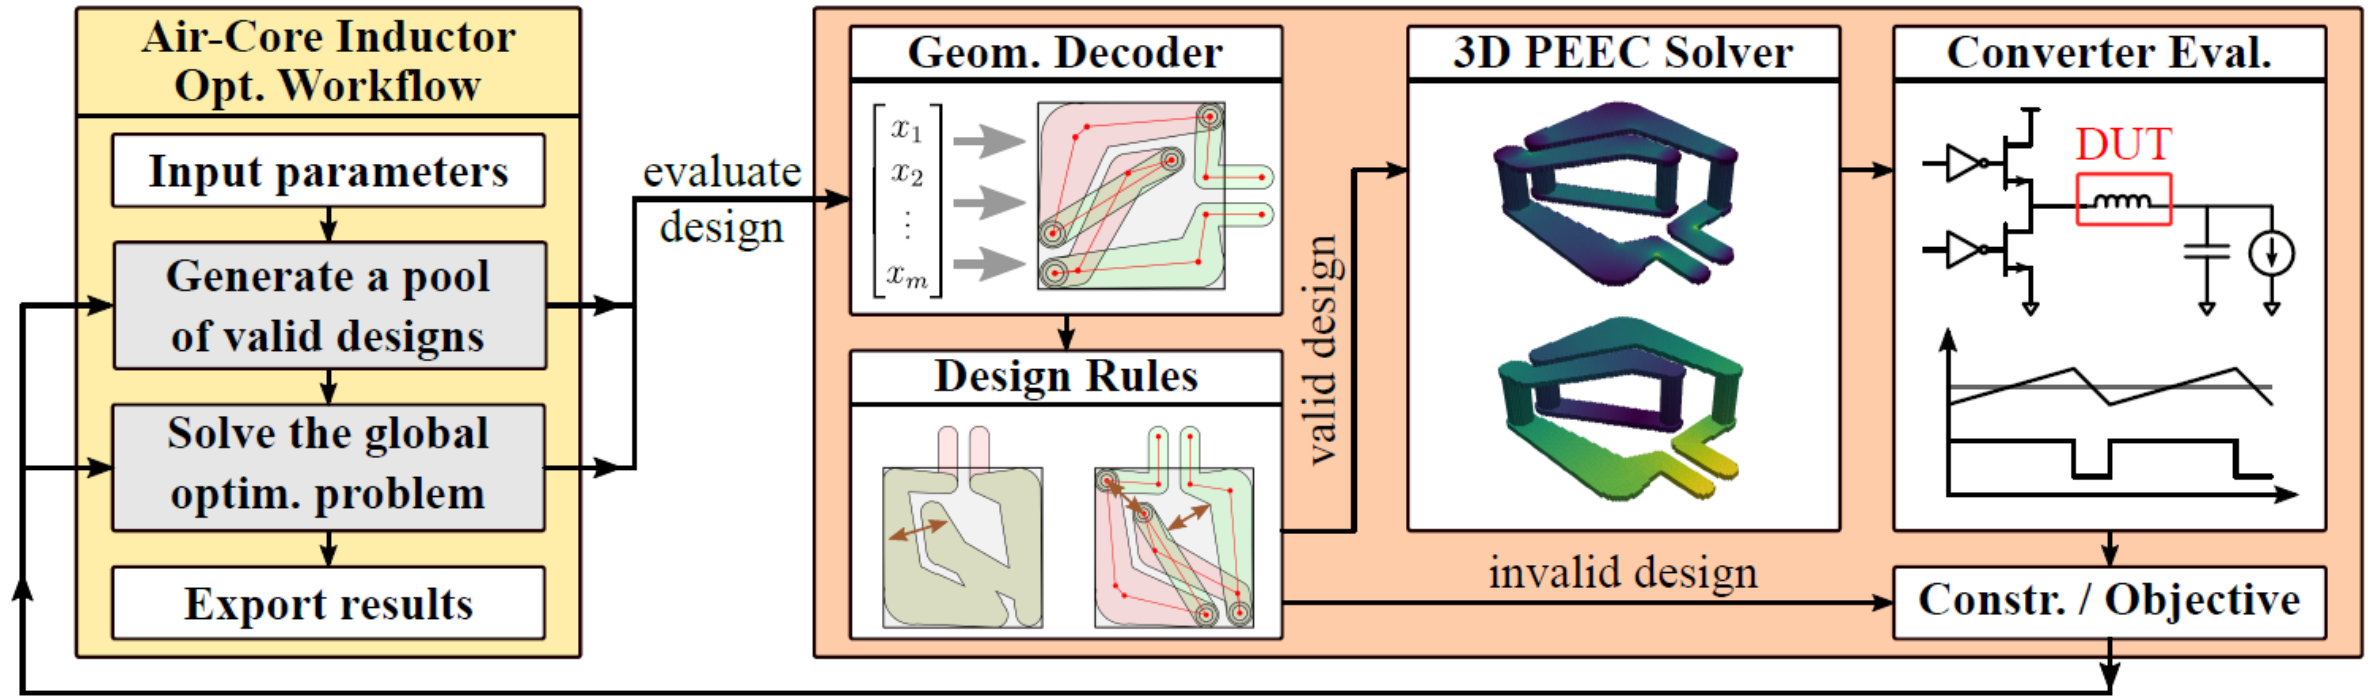 Air-Core Inductor
Opt. Workflow
Input parameters
Generate a pool
of valid designs
Solve the global
optim. problem
Export results
evaluate
design
Geom. Decoder
x1
x2
⋮
xm
Design Rules
valid design
invalid design
3D PEEC Solver
Converter Eval.
DUT
Constr. / Objective